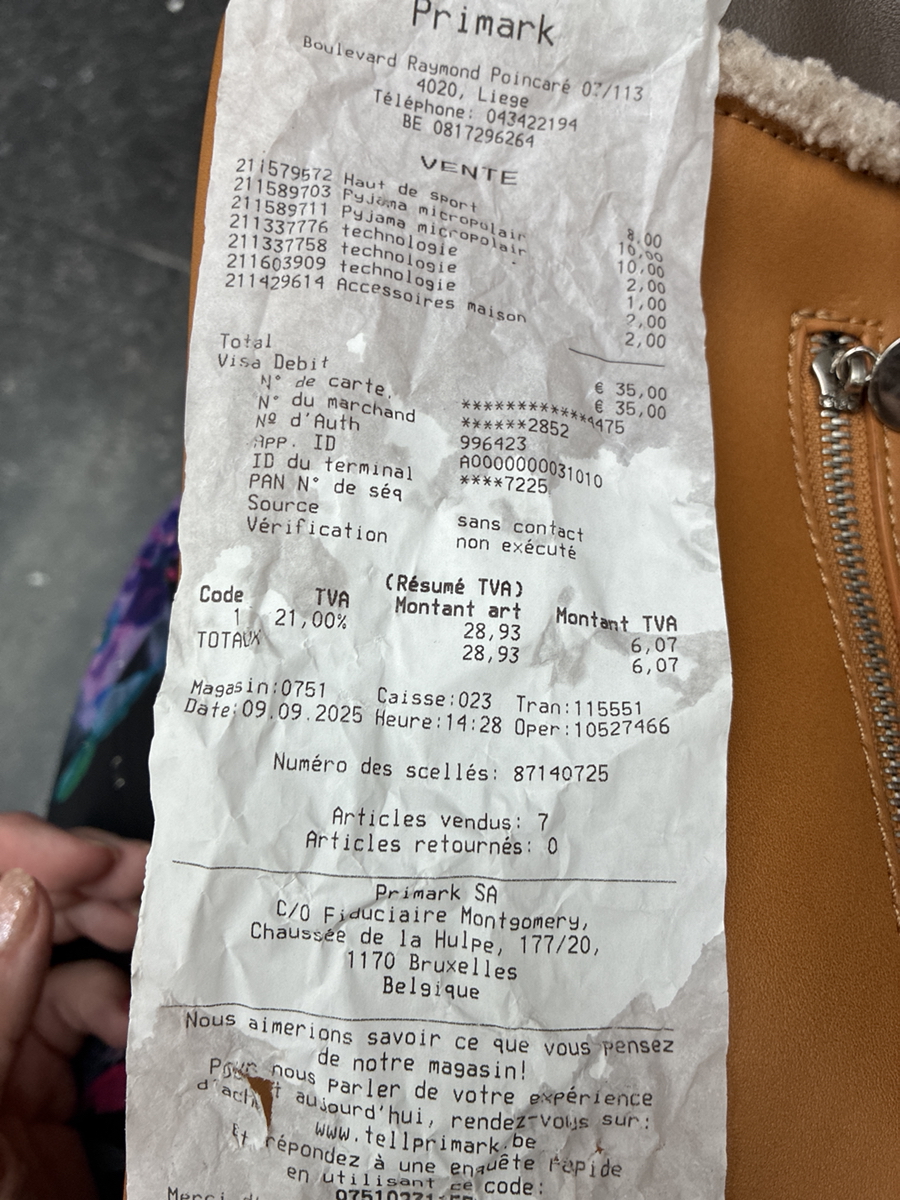 Primark
Boulevard Raymond Poincaré 07/113
4020, Liege
Téléphone: 043422194
BE 0817296264
VENTE
211579572 Haut de sport 8,00
211589703 Pyjama micropolair 10,00
211589711 Pyjama micropolair 10,00
211337776 technologie 2,00
211337758 technologie 1,00
211603909 technologie 2,00
211429614 Accessoires maison 2,00
Total € 35,00
Visa Debit € 35,00
N° de carte. ************4475
N° du marchand ******2852
Nº d'Auth 996423
APP. ID A0000000031010
ID du terminal ****7225
PAN N° de séq
Source sans contact
Vérification non exécuté
(Résumé TVA)
Code TVA Montant art Montant TVA
1 21,00% 28,93 6,07
TOTAUX 28,93 6,07
Magasin:0751 Caisse:023 Tran:115551
Date:09.09.2025 Heure:14:28 Oper:10527466
Numéro des scellés: 87140725
Articles vendus: 7
Articles retournés: 0
Primark SA
C/O Fiduciaire Montgomery,
Chaussée de la Hulpe, 177/20,
1170 Bruxelles
Belgique
Nous aimerions savoir ce que vous pensez
de notre magasin!
Pour nous parler de votre expérience
aujourd'hui, rendez-vous sur:
www.tellprimark.be
Et répondez à une enquête rapide
en utilisant ce code:
Merci